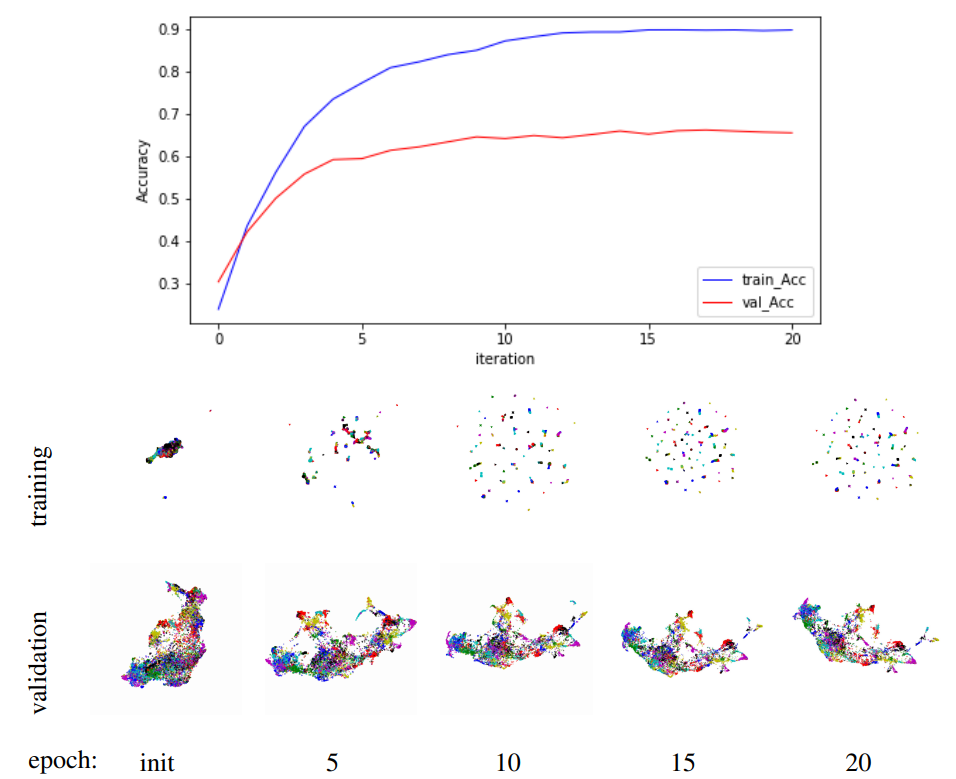 0.9
0.8
0.7
0.6
0.5
0.4
0.3
Accuracy
train_Acc
val_Acc
0 5 10 15 20
iteration
training
validation
epoch: init 5 10 15 20